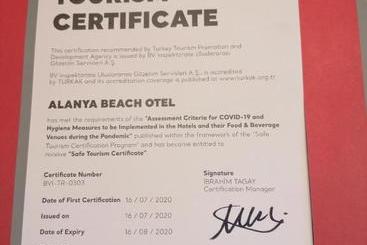 TOURISM
CERTIFICATE
This certification recommended by Turkey Tourism Promotion and
Development Agency is issued by BV Inspektorate Uluslararası
Gözetim Servisleri A.Ş.
BV Inspektorate Uluslararası Gözetim Servisleri A.Ş. is accredited
by TURKAK and its accreditation coverage is published at www.turkak.org.tr
ALANYA BEACH OTEL
has met the requirements of the "Assessment Criteria for COVID-19 and
Hygiene Measures to be Implemented in the Hotels and their Food & Beverage
Venues during the Pandemic" published within the framework of the "Safe
Tourism Certification Program" and has become entitled to
receive "Safe Tourism Certificate".
Certificate Number
BVI-TR-0303
Signature
İBRAHİM TAGAY
Certification Manager
Date of First Certification 16 / 07 / 2020
Issued on 16 / 07 / 2020
Date of Expiry 16 / 08 / 2020